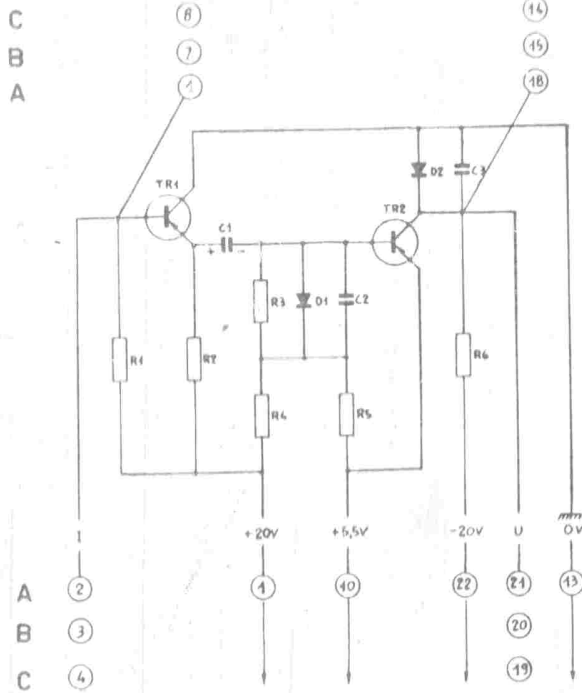 C 8 14
B 7 15
A 1 18
D2 C3
TR1 TR2
C1
+ -
R3 D1 C2
R1 R2 R6
R4 R5
I +20V +5,5V -20V U 0V
A 2 1 10 22 21 13
B 3 20
C 4 19